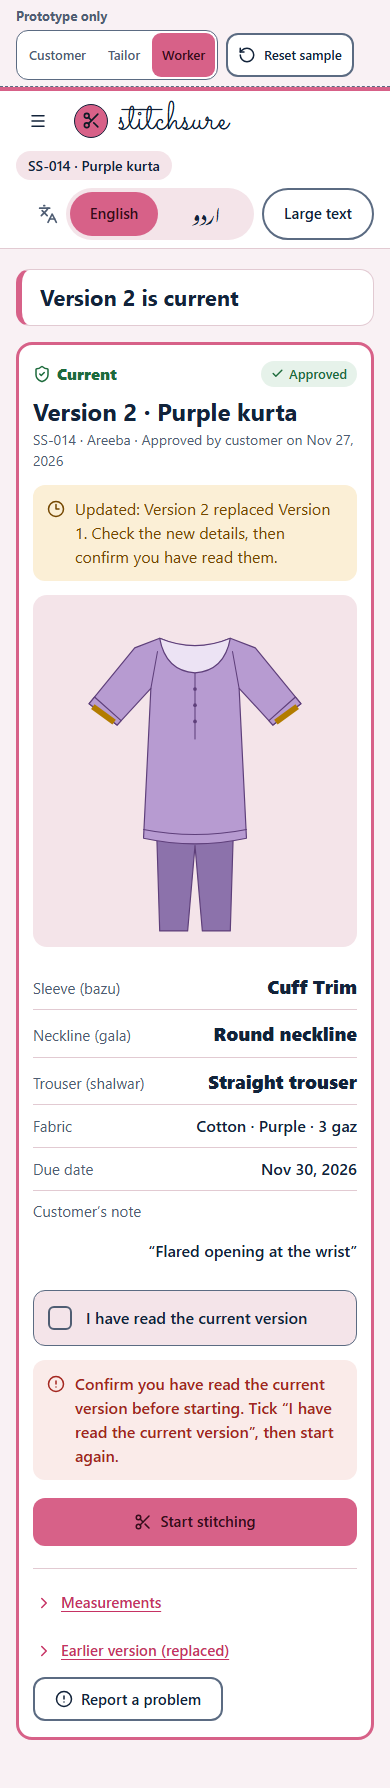 Prototype only
Customer Tailor Worker Reset sample
stitchsure
SS-014 · Purple kurta
English اردو Large text
Version 2 is current
Current Approved
Version 2 · Purple kurta
SS-014 · Areeba · Approved by customer on Nov 27,
2026
Updated: Version 2 replaced Version
1. Check the new details, then
confirm you have read them.
Sleeve (bazu) Cuff Trim
Neckline (gala) Round neckline
Trouser (shalwar) Straight trouser
Fabric Cotton · Purple · 3 gaz
Due date Nov 30, 2026
Customer’s note
“Flared opening at the wrist”
I have read the current version
Confirm you have read the current
version before starting. Tick “I have
read the current version”, then start
again.
Start stitching
Measurements
Earlier version (replaced)
Report a problem